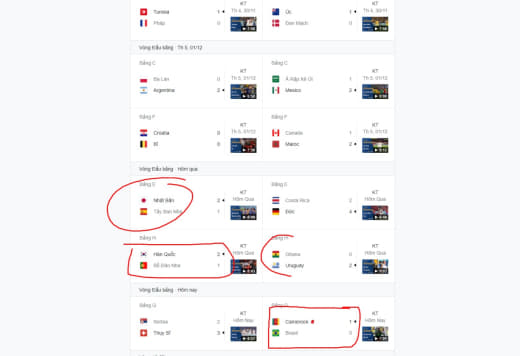 Tunisia 1 KT Úc 1 KT
Th 4, 30/11 Th 4, 30/11
Pháp 0 Đan Mạch 0
Vòng Đấu bảng · Th 5, 01/12
Bảng C Bảng C
Ba Lan 0 KT Ả Rập Xê Út 1 KT
Th 5, 01/12 Th 5, 01/12
Argentina 2 Mexico 2
Bảng F Bảng F
Croatia 0 KT Canada 1 KT
Th 5, 01/12 Th 5, 01/12
Bỉ 0 Maroc 2
Vòng Đấu bảng · Hôm qua
Bảng E Bảng E
Nhật Bản 2 KT Costa Rica 2 KT
Hôm Qua Hôm Qua
Tây Ban Nha 1 Đức 4
Bảng H Bảng H
Hàn Quốc 2 KT Ghana 0 KT
Hôm Qua Hôm Qua
Bồ Đào Nha 1 Uruguay 2
Vòng Đấu bảng · Hôm nay
Bảng G Bảng G
Serbia 2 KT Cameroon 1 KT
Hôm Nay Hôm Nay
Thụy Sĩ 3 Brazil 0